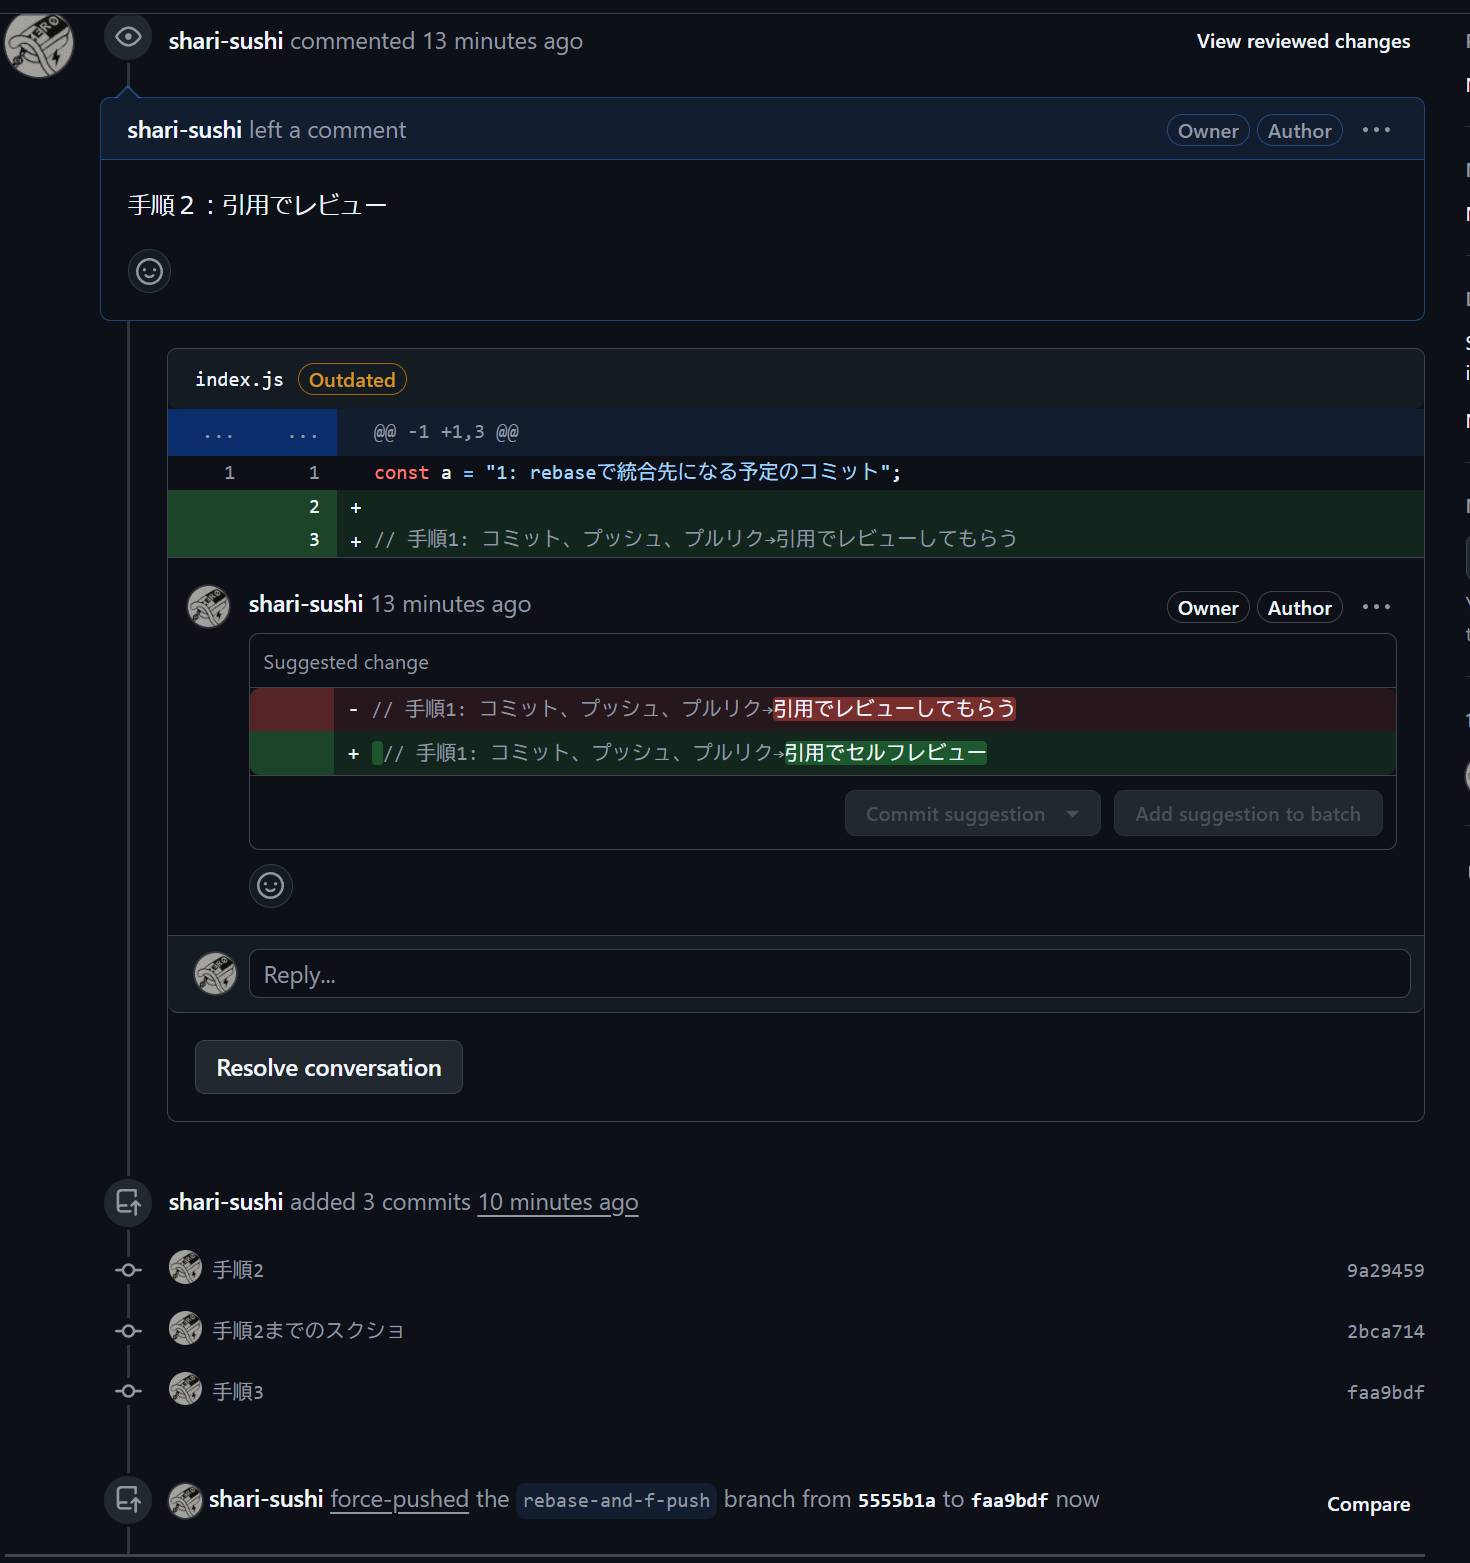 shari-sushi commented 13 minutes ago
View reviewed changes
shari-sushi left a comment
Owner
Author
手順２：引用でレビュー
index.js
Outdated
... ... @@ -1 +1,3 @@
1 1 const a = "1: rebaseで統合先になる予定のコミット";
2 +
3 + // 手順1: コミット、プッシュ、プルリク→引用でレビューしてもらう
shari-sushi 13 minutes ago
Owner
Author
Suggested change
- // 手順1: コミット、プッシュ、プルリク→引用でレビューしてもらう
+ // 手順1: コミット、プッシュ、プルリク→引用でセルフレビュー
Commit suggestion
Add suggestion to batch
Reply...
Resolve conversation
shari-sushi added 3 commits 10 minutes ago
手順2 9a29459
手順2までのスクショ 2bca714
手順3 faa9bdf
shari-sushi force-pushed the rebase-and-f-push branch from 5555b1a to faa9bdf now
Compare